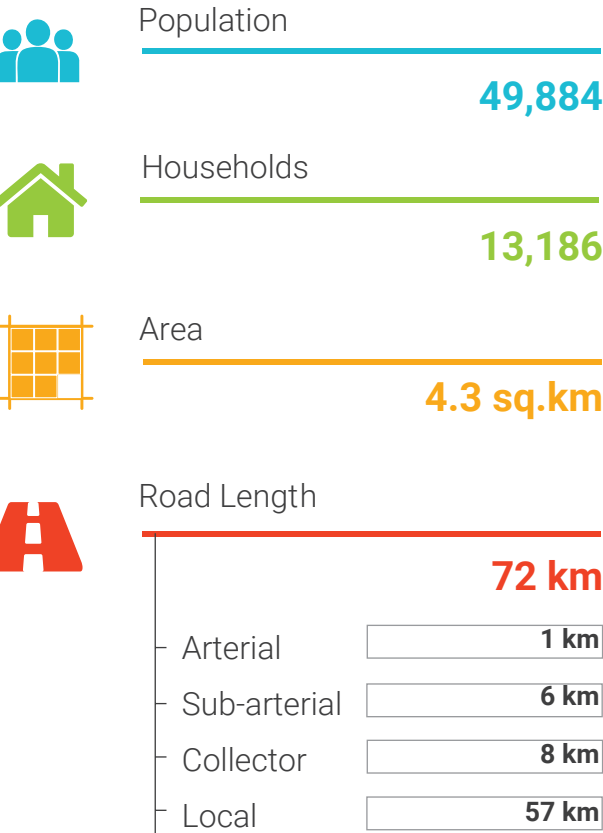 Population
49,884
Households
13,186
Area
4.3 sq.km
Road Length
72 km
Arterial 1 km
Sub-arterial 6 km
Collector 8 km
Local 57 km